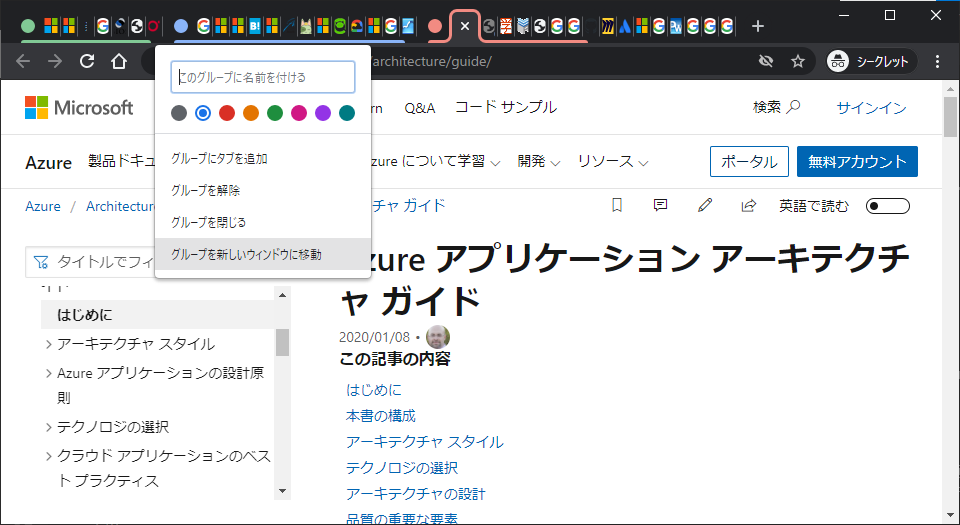 /architecture/guide/
シークレット
このグループに名前を付ける
グループにタブを追加
グループを解除
グループを閉じる
グループを新しいウィンドウに移動
Microsoft
rn
Q&A
コード サンプル
検索
サインイン
Azure
製品ドキュ
zure について学習
開発
リソース
ポータル
無料アカウント
Azure / Architecture
チャ ガイド
英語で読む
タイトルでフィ
はじめに
アーキテクチャ スタイル
Azure アプリケーションの設計原
則
テクノロジの選択
クラウド アプリケーションのベス
ト プラクティス
Azure アプリケーション アーキテクチ
ャ ガイド
2020/01/08 •
この記事の内容
はじめに
本書の構成
アーキテクチャ スタイル
テクノロジの選択
アーキテクチャの設計
品質の重要な要素